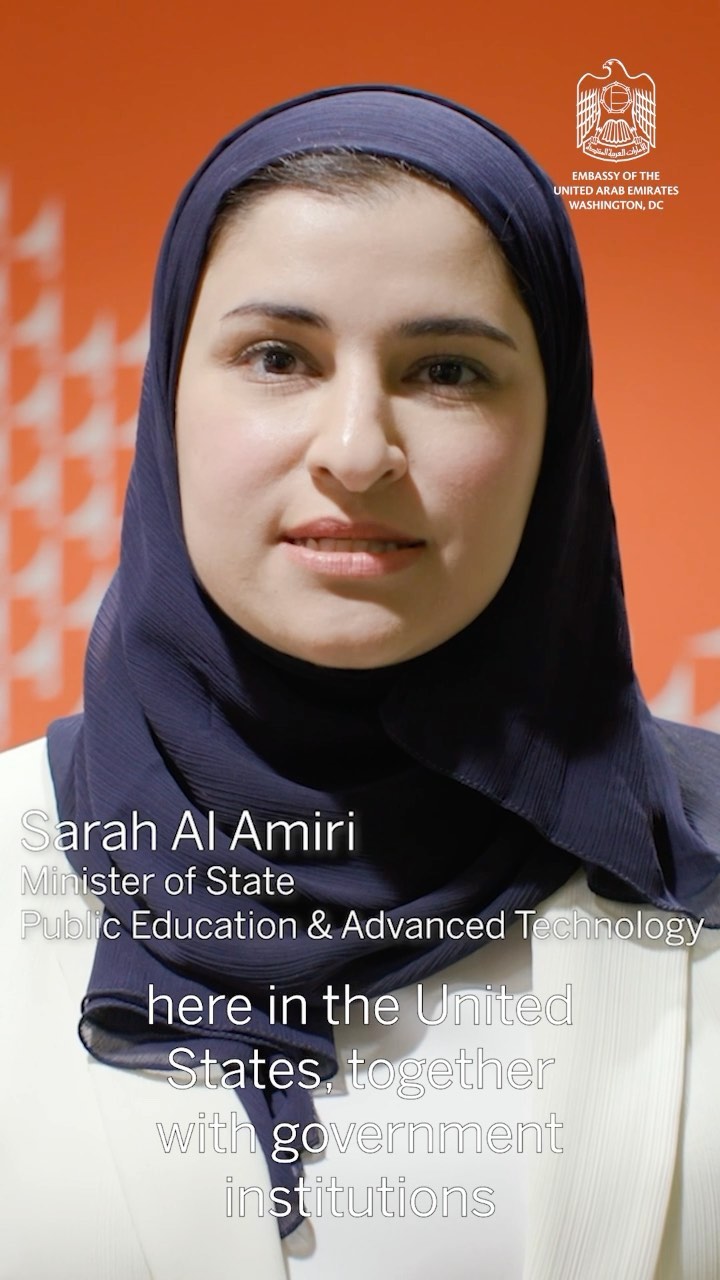 EMBASSY OF THE
UNITED ARAB EMIRATES
WASHINGTON, DC
Sarah Al Amiri
Minister of State
Public Education & Advanced Technology
here in the United
States, together
with government
institutions